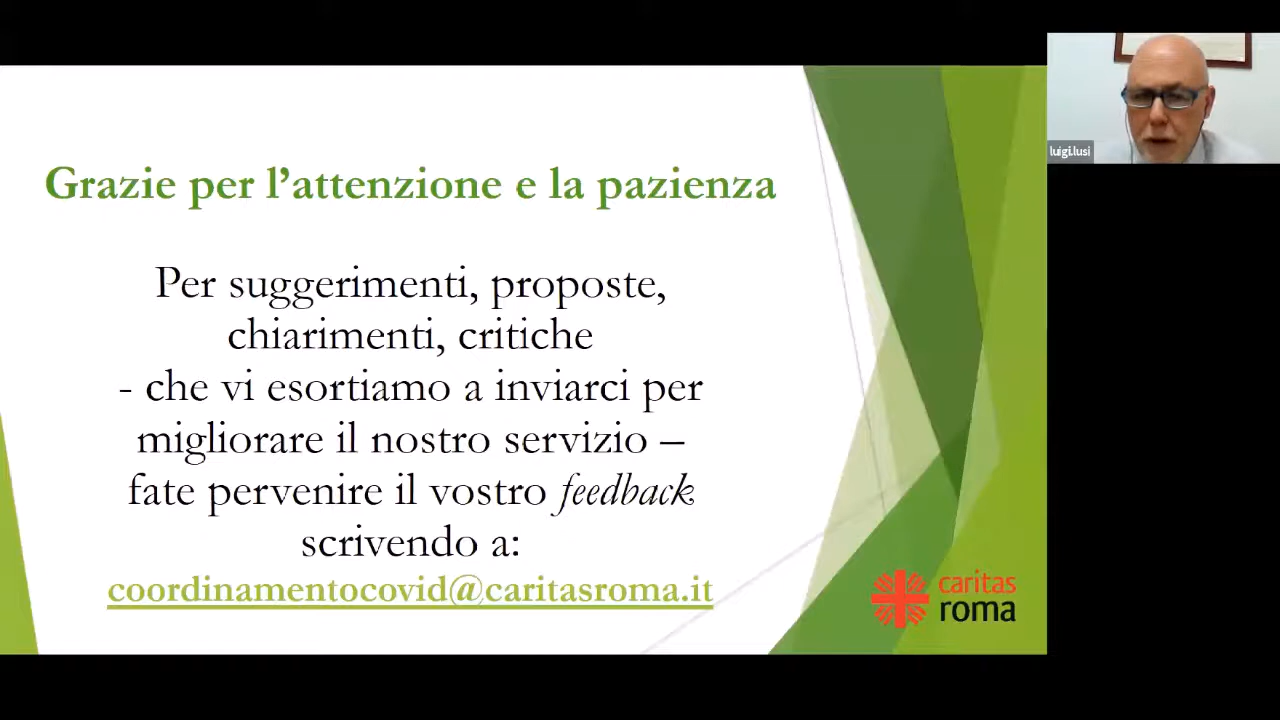 Grazie per l’attenzione e la pazienza
Per suggerimenti, proposte,
chiarimenti, critiche
- che vi esortiamo a inviarci per
migliorare il nostro servizio –
fate pervenire il vostro feedback
scrivendo a:
coordinamentocovid@caritasroma.it
caritas
roma
luigi.lusi